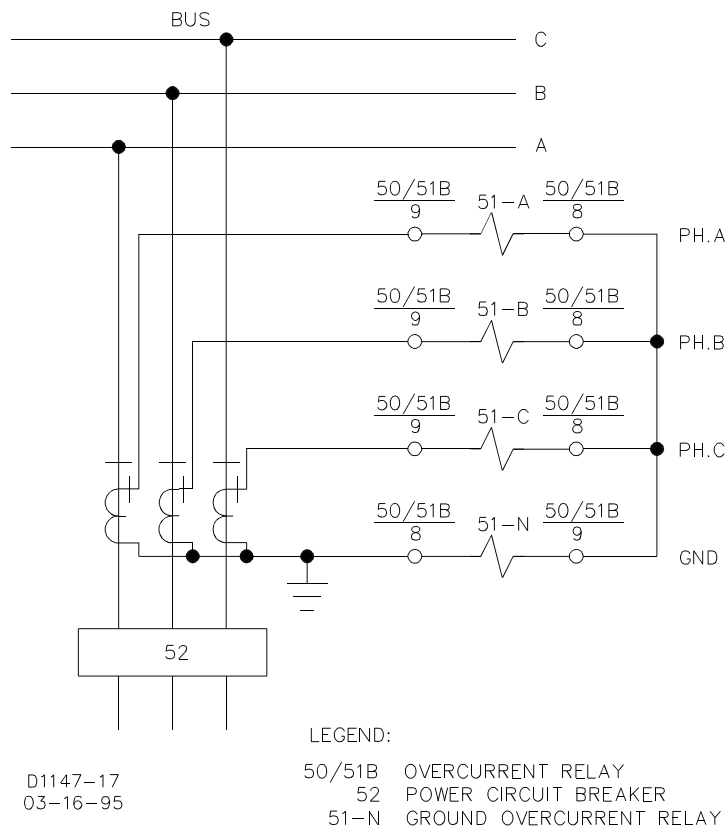 BUS
C
B
A
50/51B 51-A 50/51B
9 8
PH.A
50/51B 51-B 50/51B
9 8
PH.B
50/51B 51-C 50/51B
9 8
PH.C
50/51B 51-N 50/51B
8 9
GND
52
LEGEND:
50/51B OVERCURRENT RELAY
52 POWER CIRCUIT BREAKER
51-N GROUND OVERCURRENT RELAY
D1147-17
03-16-95